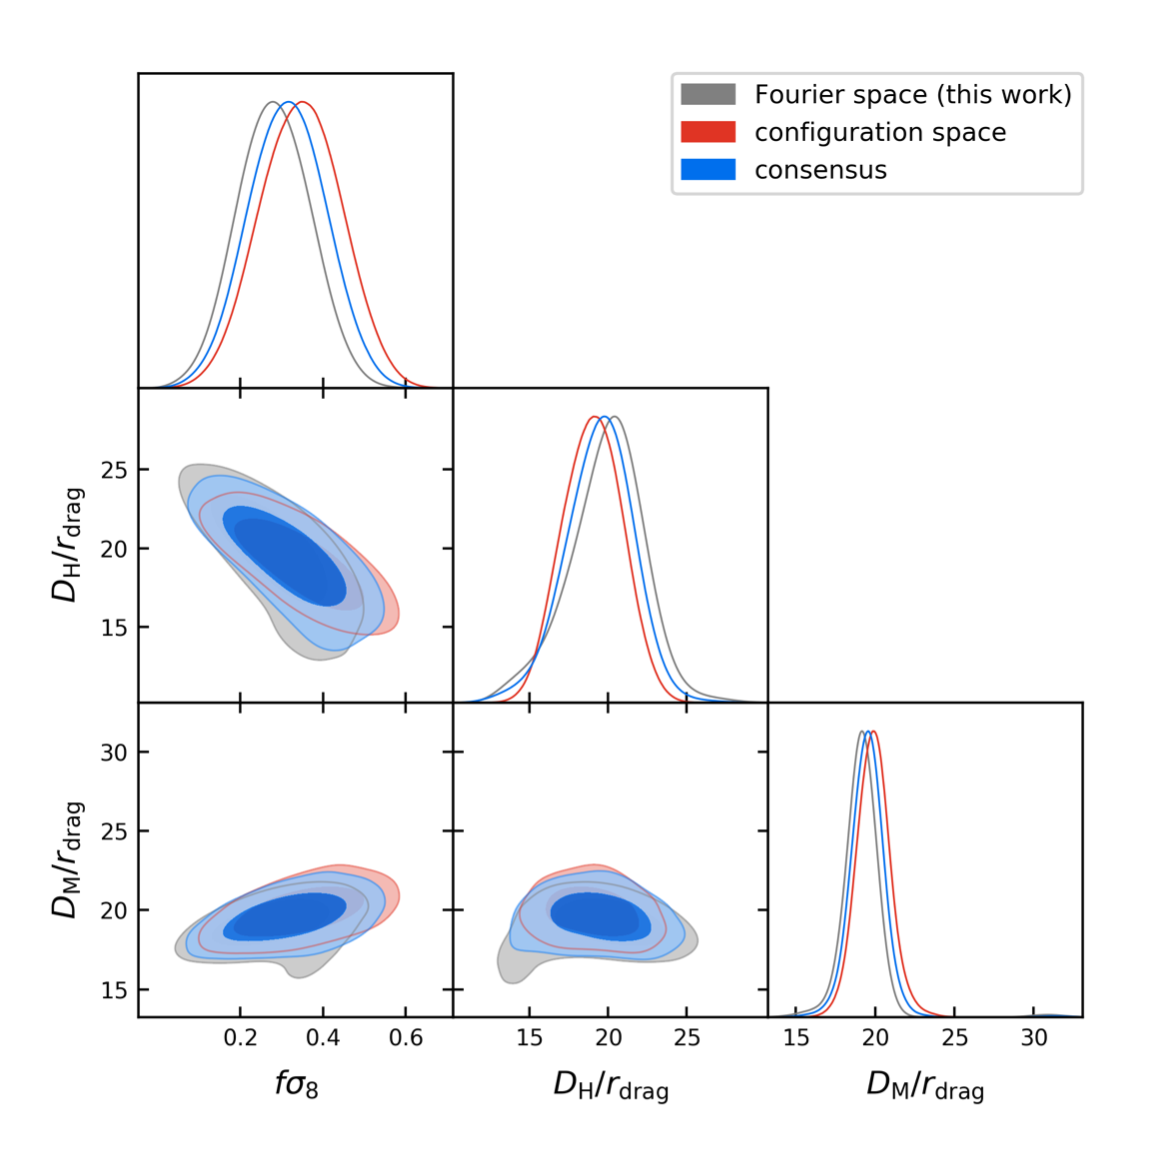 Fourier space (this work)
configuration space
consensus
25
20
15
D_H/r_drag
30
25
20
15
D_M/r_drag
0.2 0.4 0.6
15 20 25
15 20 25 30
fσ_8
D_H/r_drag
D_M/r_drag